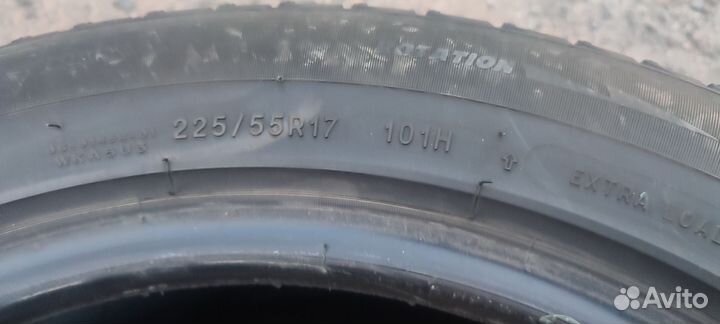 ROTATION
225/55R17 101H
EXTRA LOAD
Avito